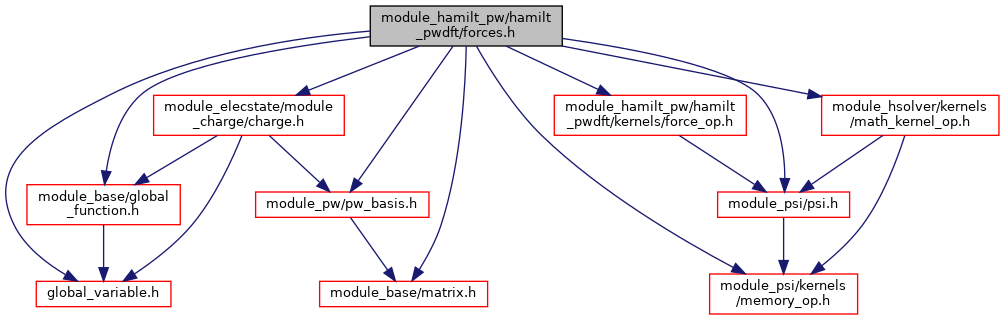 module_hamilt_pw/hamilt
_pwdft/forces.h
module_elecstate/module
_charge/charge.h
module_hamilt_pw/hamilt
_pwdft/kernels/force_op.h
module_hsolver/kernels
/math_kernel_op.h
module_base/global
_function.h
module_pw/pw_basis.h
module_psi/psi.h
global_variable.h
module_base/matrix.h
module_psi/kernels
/memory_op.h